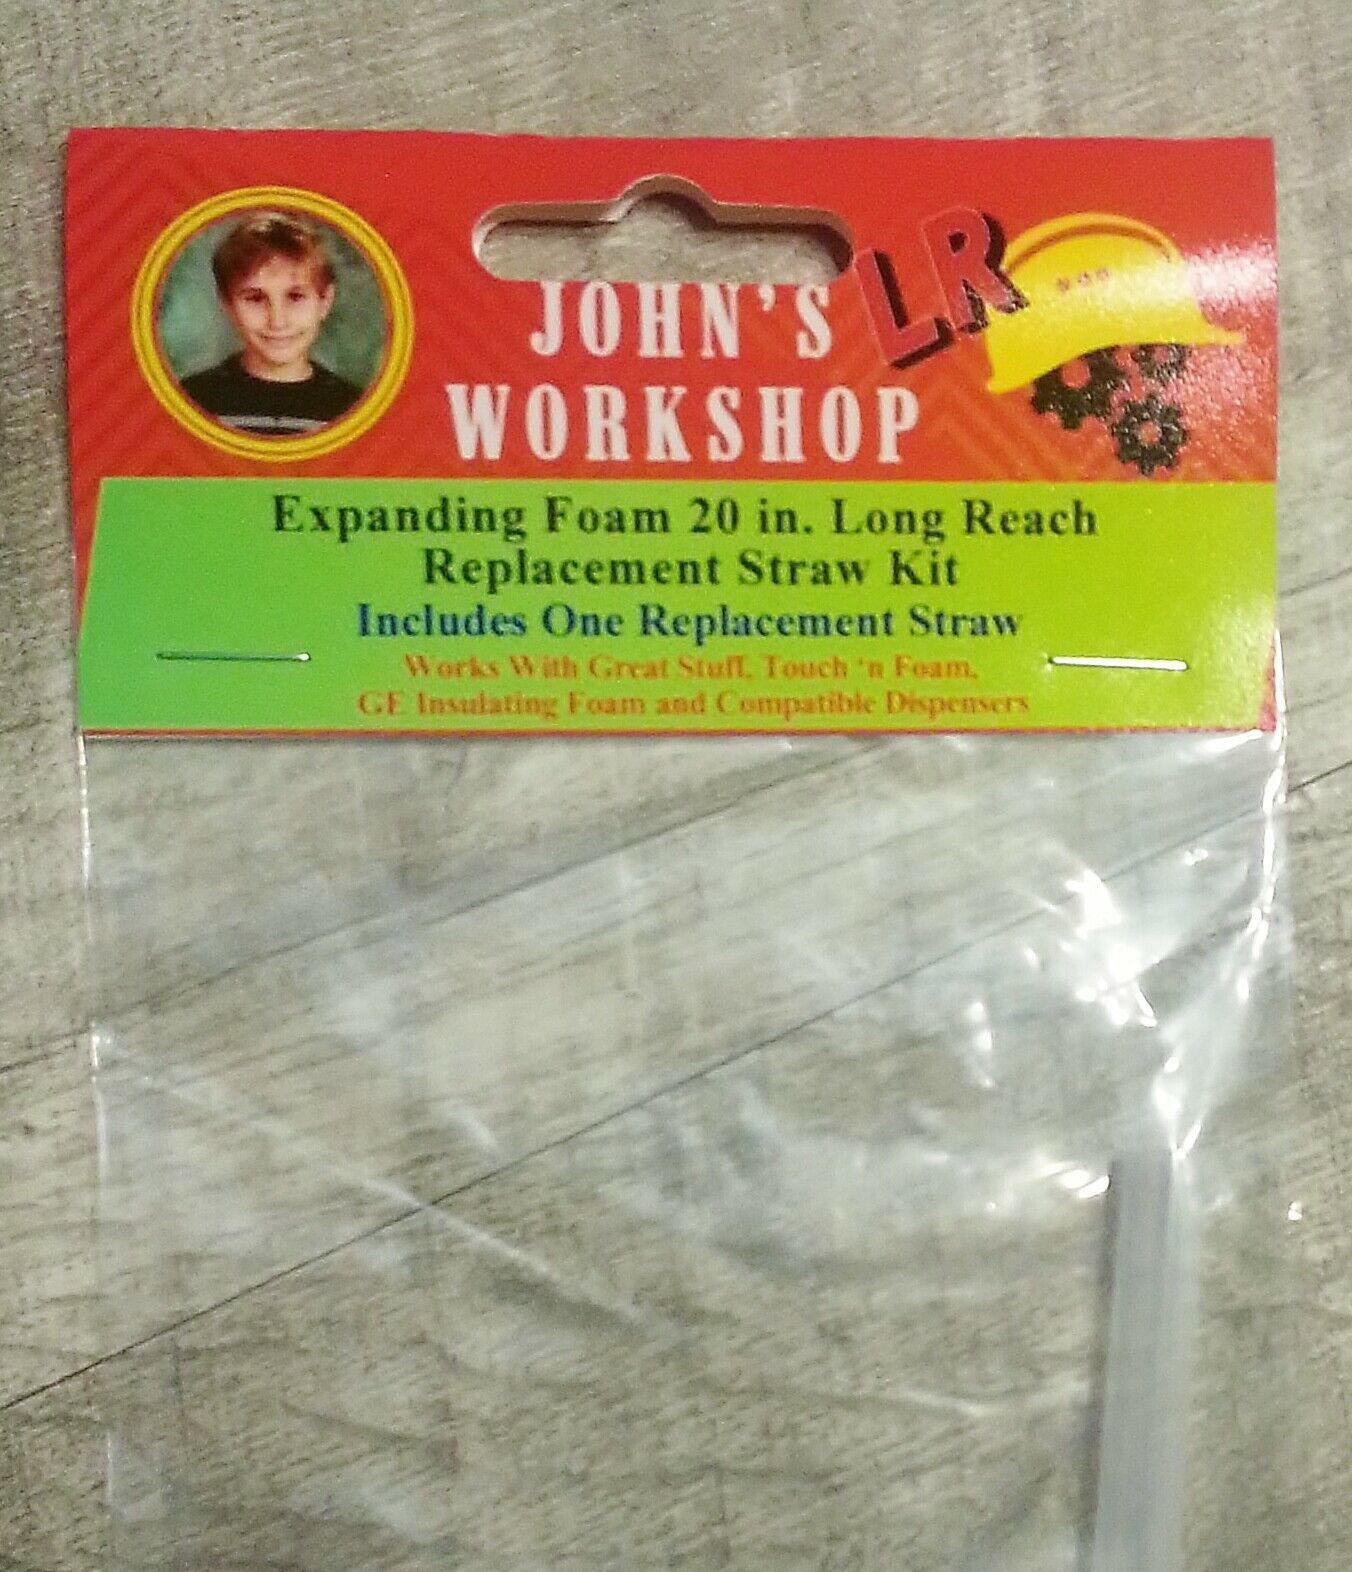 JOHN'S
WORKSHOP
LR
Expanding Foam 20 in. Long Reach
Replacement Straw Kit
Includes One Replacement Straw
Works With Great Stuff, Touch 'n Foam,
GE Insulating Foam and Compatible Dispensers